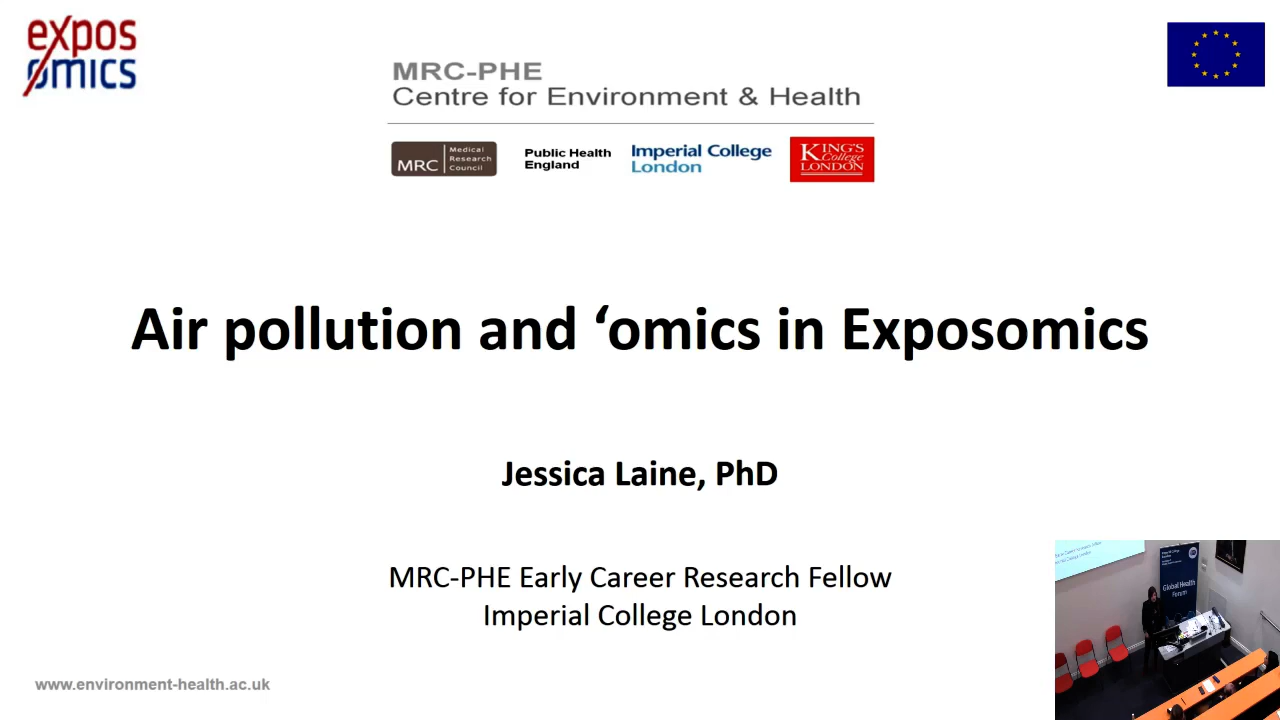 expos
omics
MRC-PHE
Centre for Environment & Health
MRC
Medical
Research
Council
Public Health
England
Imperial College
London
KING'S
College
LONDON
Air pollution and ‘omics in Exposomics
Jessica Laine, PhD
MRC-PHE Early Career Research Fellow
Imperial College London
www.environment-health.ac.uk
Global Health
Forum